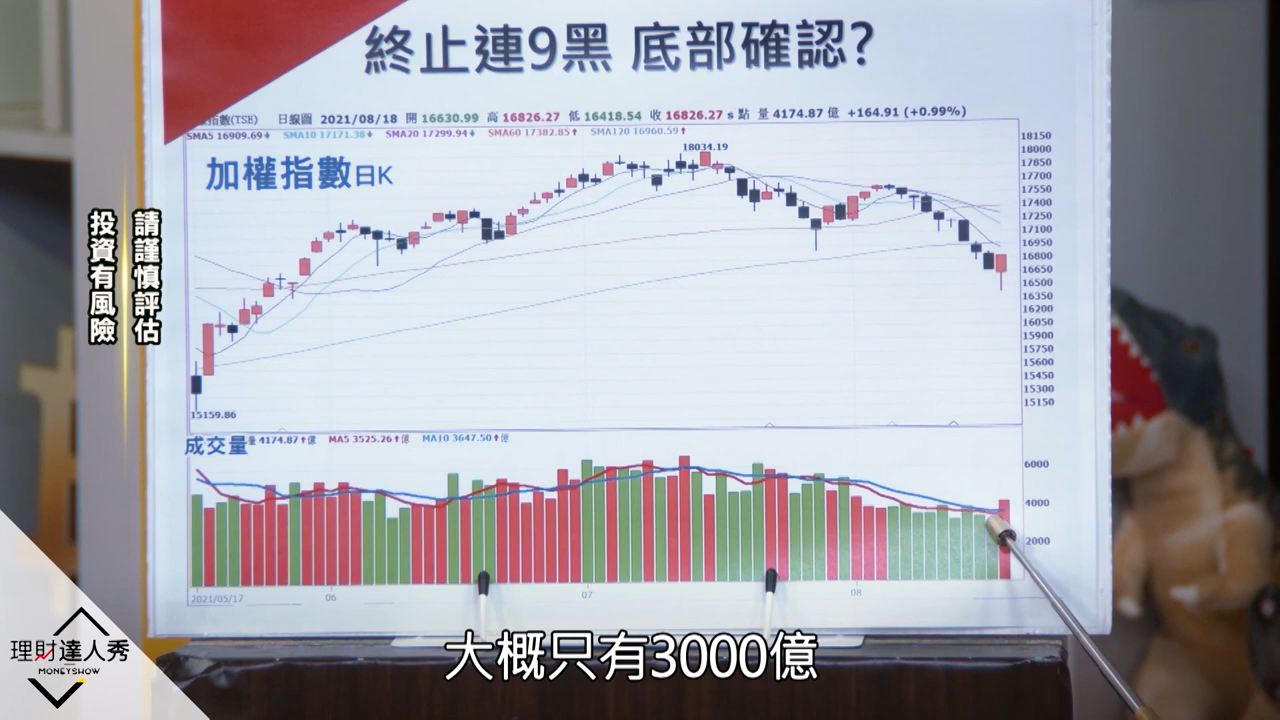 終止連9黑 底部確認?
指數(TSE) 日線圖 2021/08/18 開 16630.99 高 16826.27 低 16418.54 收 16826.27 s 點 量 4174.87 億 +164.91 (+0.99%)
SMA5 16909.69↓ SMA10 17171.38↓ SMA20 17299.94↓ SMA60 17382.85↑ SMA120 16960.59↑
加權指數日K
18034.19
18150
18000
17850
17700
17550
17400
17250
17100
16950
16800
16650
16500
16350
16200
16050
15900
15750
15600
15450
15300
15150
15159.86
成交量 量 4174.87↑億 MA5 3525.26↑億 MA10 3647.50↑億
6000
4000
2000
2021/05/17 06 07 08
請謹慎評估
投資有風險
大概只有3000億
理財達人秀
MONEYSHOW